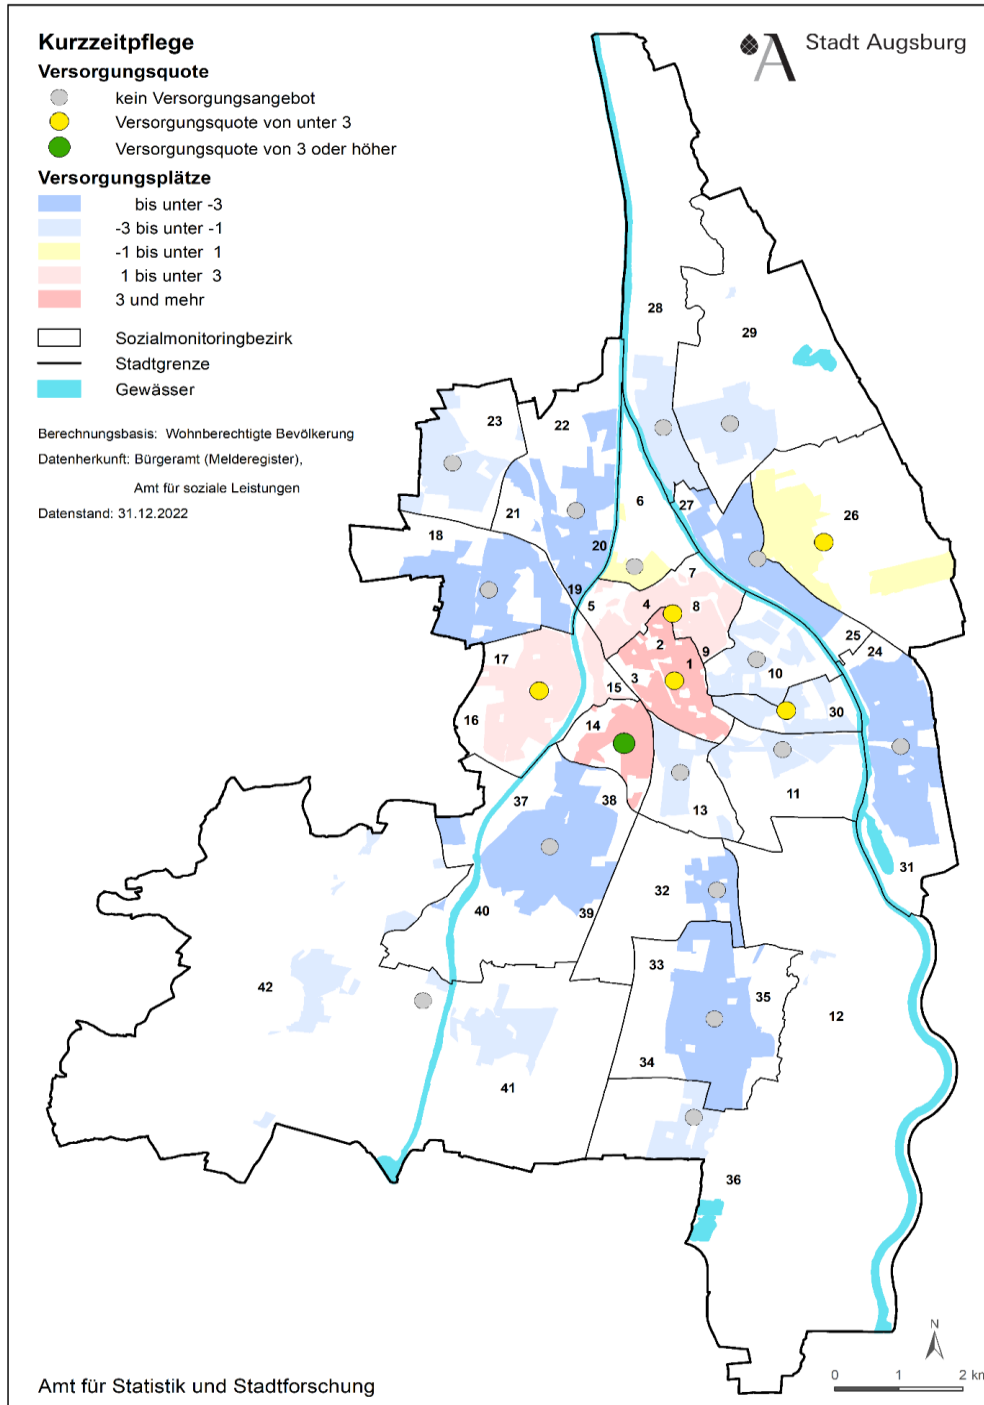 Kurzzeitpflege
Versorgungsquote
kein Versorgungsangebot
Versorgungsquote von unter 3
Versorgungsquote von 3 oder höher
Versorgungsplätze
bis unter -3
-3 bis unter -1
-1 bis unter 1
1 bis unter 3
3 und mehr
Sozialmonitoringbezirk
Stadtgrenze
Gewässer
Berechnungsbasis: Wohnberechtigte Bevölkerung
Datenherkunft: Bürgeramt (Melderegister),
Amt für soziale Leistungen
Datenstand: 31.12.2022
Stadt Augsburg
28
29
23
22
21
6
27
26
18
20
19
7
5
4
8
2
25
24
17
9
1
10
3
15
30
16
14
37
38
11
13
31
32
40
39
33
42
35
12
34
41
36
N
0 1 2 km
Amt für Statistik und Stadtforschung